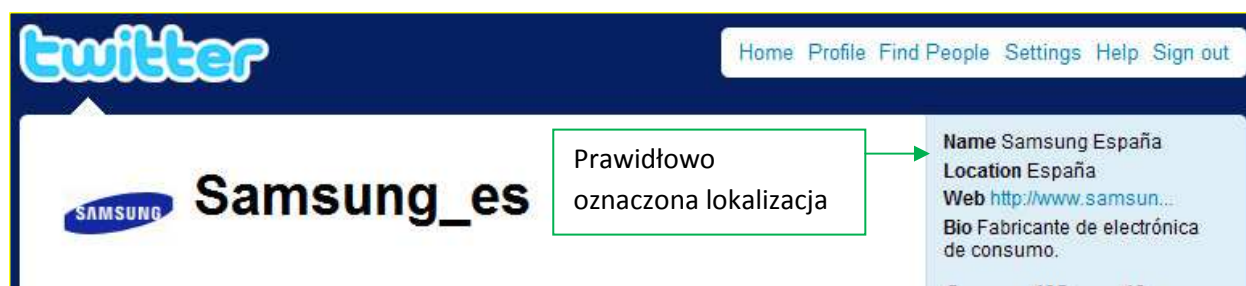 twitter
Home Profile Find People Settings Help Sign out
SAMSUNG
Samsung_es
Prawidłowo
oznaczona lokalizacja
Name Samsung España
Location España
Web http://www.samsun...
Bio Fabricante de electrónica
de consumo.